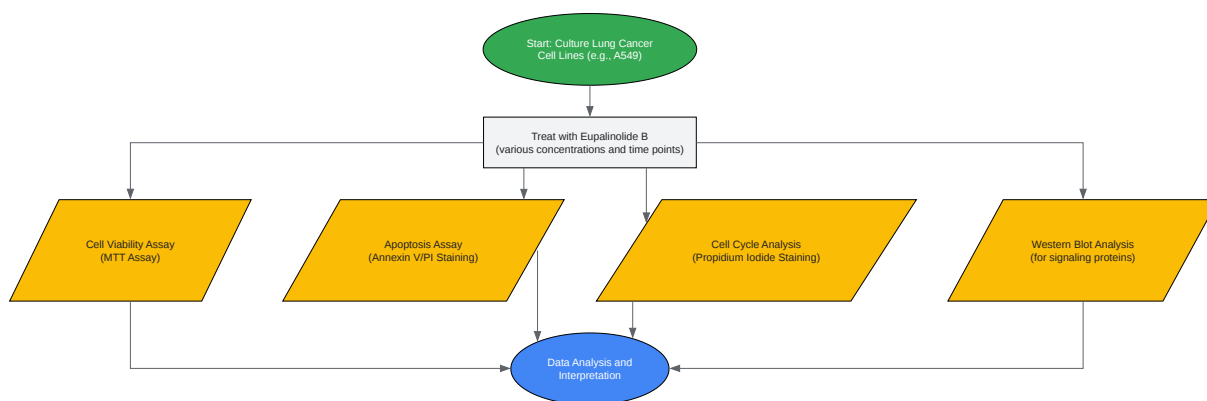 Start: Culture Lung Cancer
Cell Lines (e.g., A549)
Treat with Eupalinolide B
(various concentrations and time points)
Cell Viability Assay
(MTT Assay)
Apoptosis Assay
(Annexin V/PI Staining)
Cell Cycle Analysis
(Propidium Iodide Staining)
Western Blot Analysis
(for signaling proteins)
Data Analysis and
Interpretation